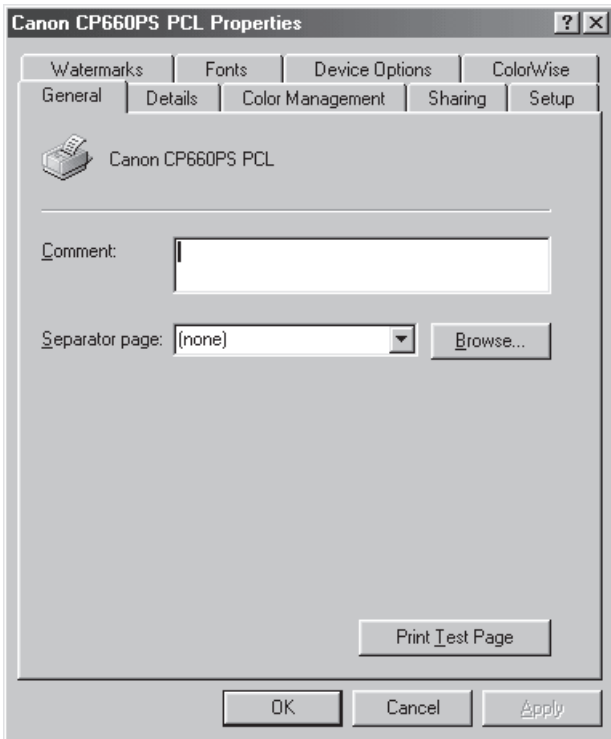 Canon CP660PS PCL Properties
Watermarks Fonts Device Options ColorWise
General Details Color Management Sharing Setup
Canon CP660PS PCL
Comment:
Separator page: (none) Browse...
Print Test Page
OK Cancel Apply